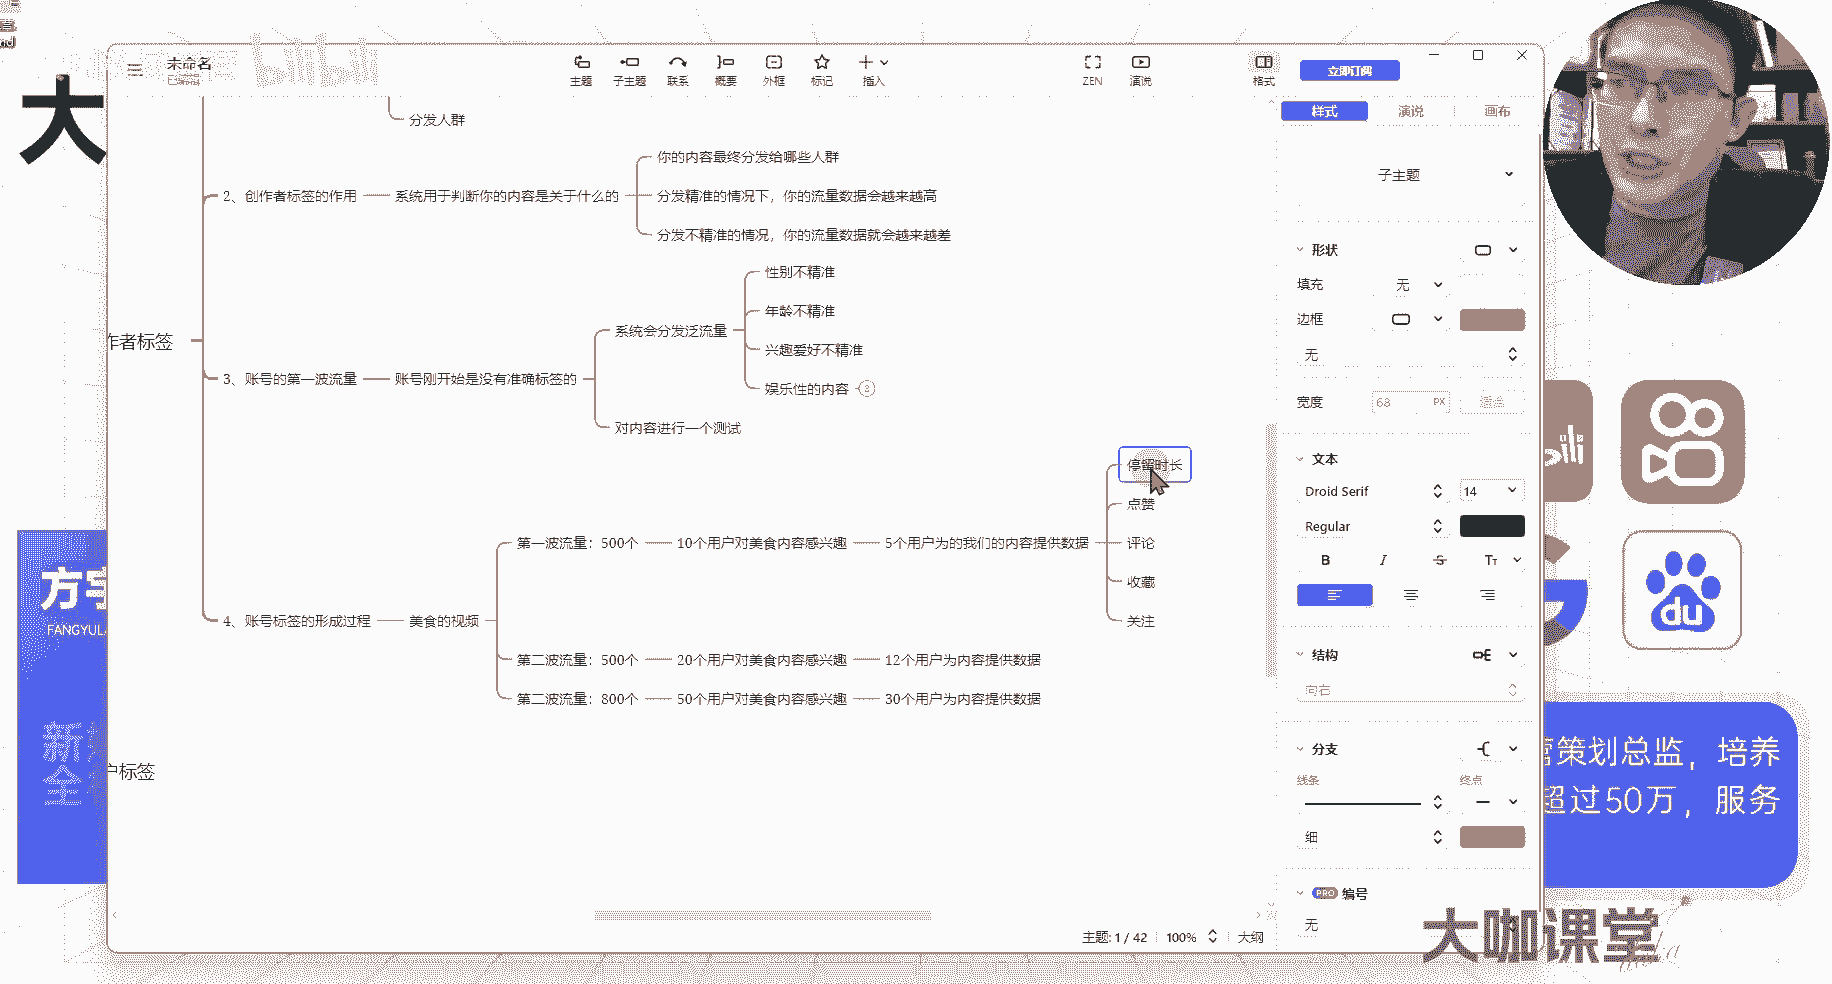 大
未命名
已编辑
bilibili
主题
子主题
联系
概要
外框
标记
插入
ZEN
演说
格式
立即订阅
样式
演说
画布
分发人群
2、创作者标签的作用
系统用于判断你的内容是关于什么的
你的内容最终分发给哪些人群
分发精准的情况下，你的流量数据会越来越高
分发不精准的情况，你的流量数据就会越来越差
作者标签
3、账号的第一波流量
账号刚开始是没有准确标签的
系统会分发泛流量
性别不精准
年龄不精准
兴趣爱好不精准
娱乐性的内容
对内容进行一个测试
4、账号标签的形成过程
美食的视频
第一波流量：500个
10个用户对美食内容感兴趣
5个用户为的我们的内容提供数据
停留时长
点赞
评论
收藏
关注
第二波流量：500个
20个用户对美食内容感兴趣
12个用户为内容提供数据
第二波流量：800个
50个用户对美食内容感兴趣
30个用户为内容提供数据
户标签
子主题
形状
填充
无
边框
无
宽度
68
PX
适应
文本
Droid Serif
14
Regular
B
I
S
TT
结构
向右
分支
线条
终点
细
PRO 编号
无
主题: 1 / 42
100%
大纲
方宇
FANGYUL
新
全
du
营策划总监，培养
超过50万，服务
大咖课堂